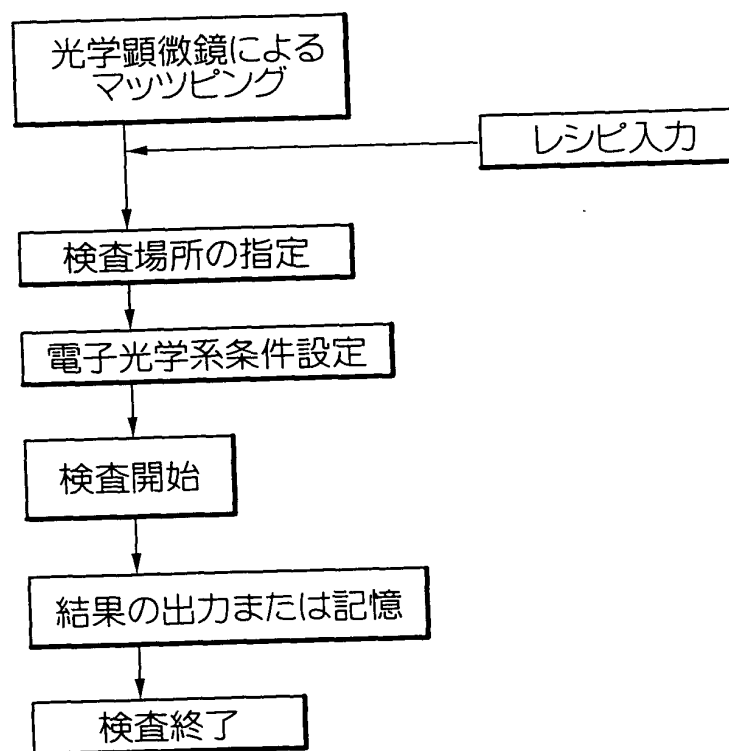 光学顕微鏡による
マッツピング
レシピ入力
検査場所の指定
電子光学系条件設定
検査開始
結果の出力または記憶
検査終了